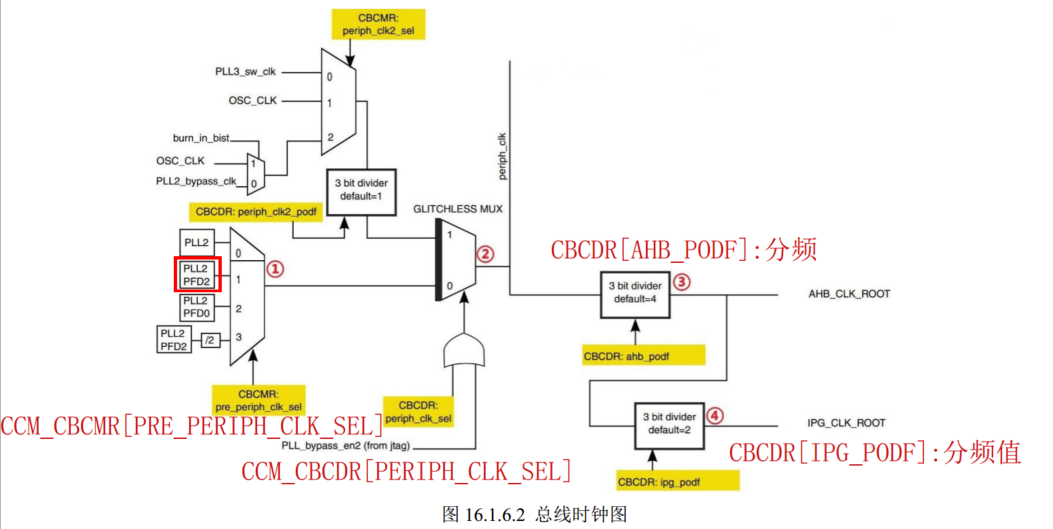 CBCMR:
periph_clk2_sel
PLL3_sw_clk
0
OSC_CLK
1
burn_in_bist
2
OSC_CLK
1
PLL2_bypass_clk
0
periph_clk
3 bit divider
default=1
CBCDR: periph_clk2_podf
GLITCHLESS MUX
PLL2
0
1
②
①
PLL2
PFD2
1
0
PLL2
PFD0
2
PLL2
PFD2
/2
3
CBCDR[AHB_PODF]:分频
3 bit divider
default=4
③
AHB_CLK_ROOT
CBCDR: ahb_podf
CBCMR:
pre_periph_clk_sel
CBCDR:
periph_clk_sel
3 bit divider
default=2
④
IPG_CLK_ROOT
CCM_CBCMR[PRE_PERIPH_CLK_SEL]
PLL_bypass_en2 (from jtag)
CBCDR[IPG_PODF]:分频值
CCM_CBCDR[PERIPH_CLK_SEL]
CBCDR: ipg_podf
图 16.1.6.2 总线时钟图